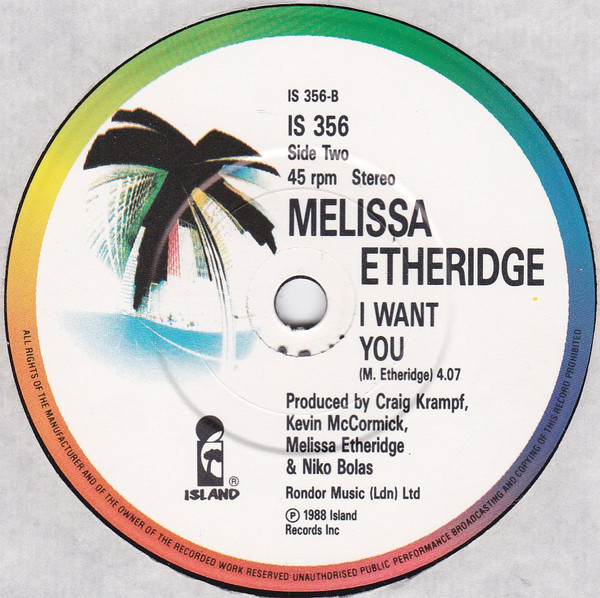 IS 356-B
IS 356
Side Two
45 rpm Stereo
MELISSA
ETHERIDGE
I WANT
YOU
(M. Etheridge) 4.07
Produced by Craig Krampf,
Kevin McCormick,
Melissa Etheridge
& Niko Bolas
Rondor Music (Ldn) Ltd
℗ 1988 Island
Records Inc
ISLAND ®
ALL RIGHTS OF THE MANUFACTURER AND OF THE OWNER OF THE RECORDED WORK RESERVED UNAUTHORISED PUBLIC PERFORMANCE BROADCASTING AND COPYING OF THIS RECORD PROHIBITED